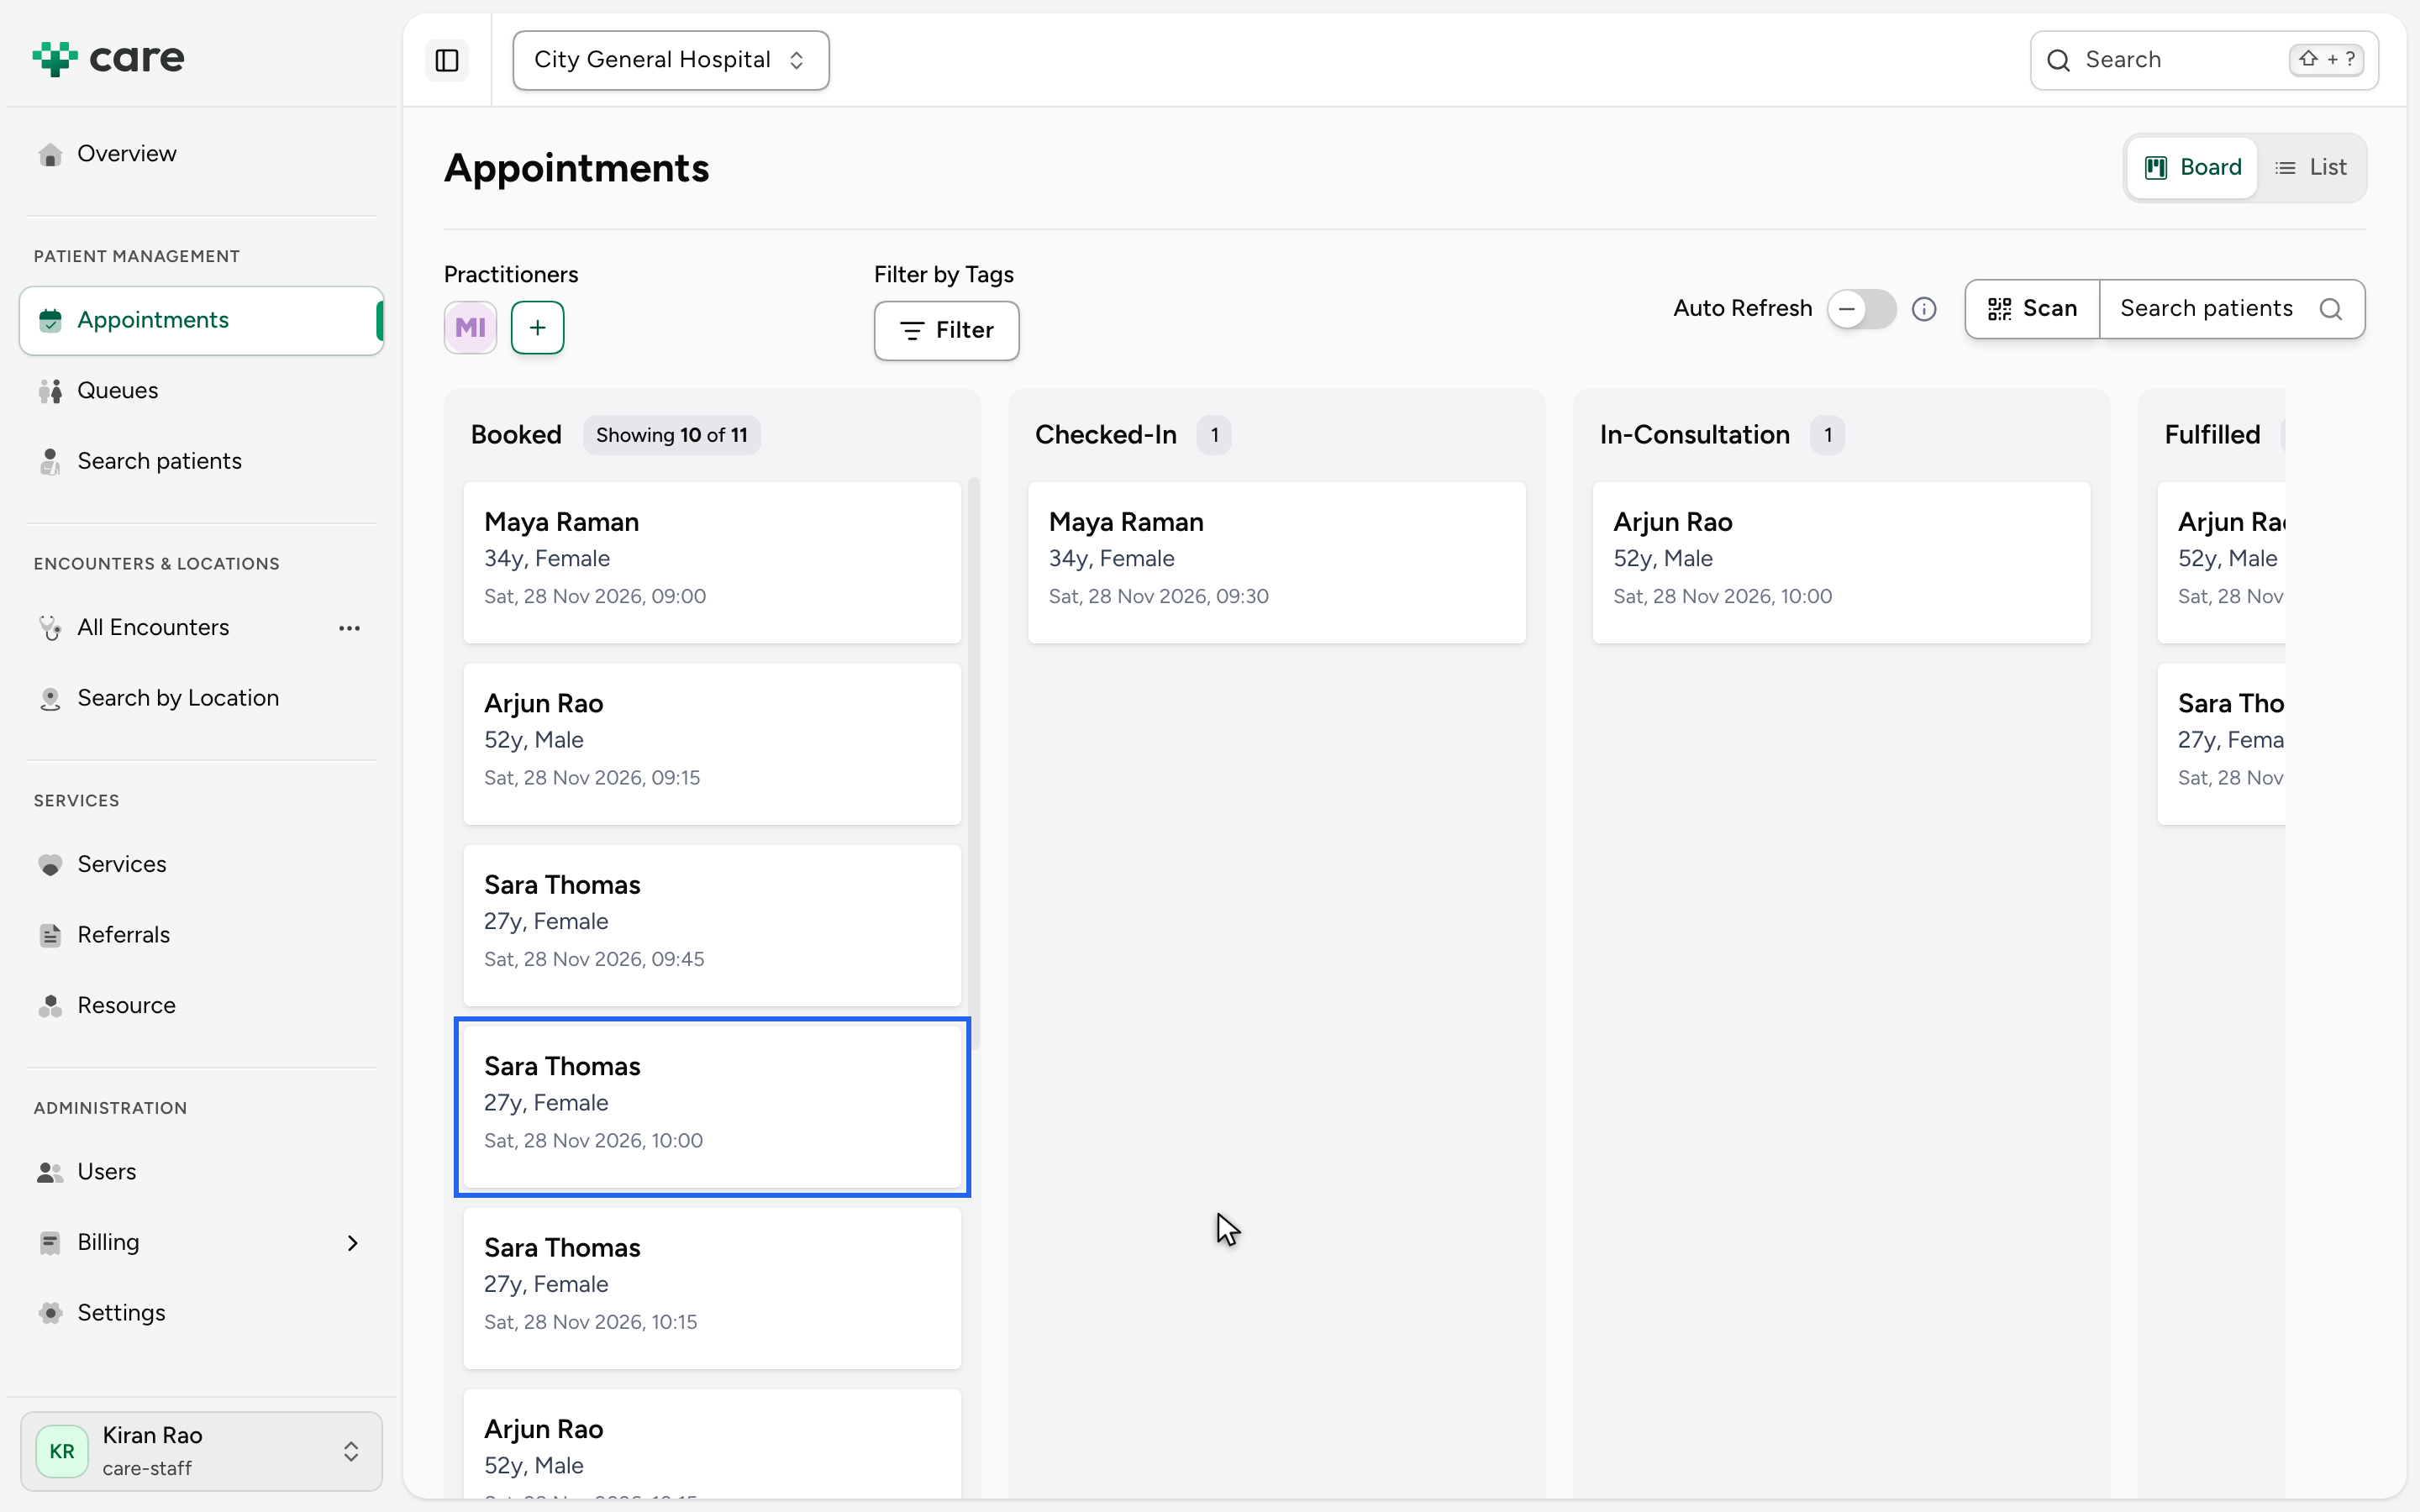 care
Overview
PATIENT MANAGEMENT
Appointments
Queues
Search patients
ENCOUNTERS & LOCATIONS
All Encounters
Search by Location
SERVICES
Services
Referrals
Resource
ADMINISTRATION
Users
Billing
Settings
KR
Kiran Rao
care-staff
City General Hospital
Search
+ ?
Appointments
Board
List
Practitioners
MI
+
Filter by Tags
Filter
Auto Refresh
Scan
Search patients
Booked
Showing 10 of 11
Maya Raman
34y, Female
Sat, 28 Nov 2026, 09:00
Arjun Rao
52y, Male
Sat, 28 Nov 2026, 09:15
Sara Thomas
27y, Female
Sat, 28 Nov 2026, 09:45
Sara Thomas
27y, Female
Sat, 28 Nov 2026, 10:00
Sara Thomas
27y, Female
Sat, 28 Nov 2026, 10:15
Arjun Rao
52y, Male
Checked-In 1
Maya Raman
34y, Female
Sat, 28 Nov 2026, 09:30
In-Consultation 1
Arjun Rao
52y, Male
Sat, 28 Nov 2026, 10:00
Fulfilled
Arjun
52y, Male
Sat, 28 Nov
Sara
27y,
Sat, 28 Nov